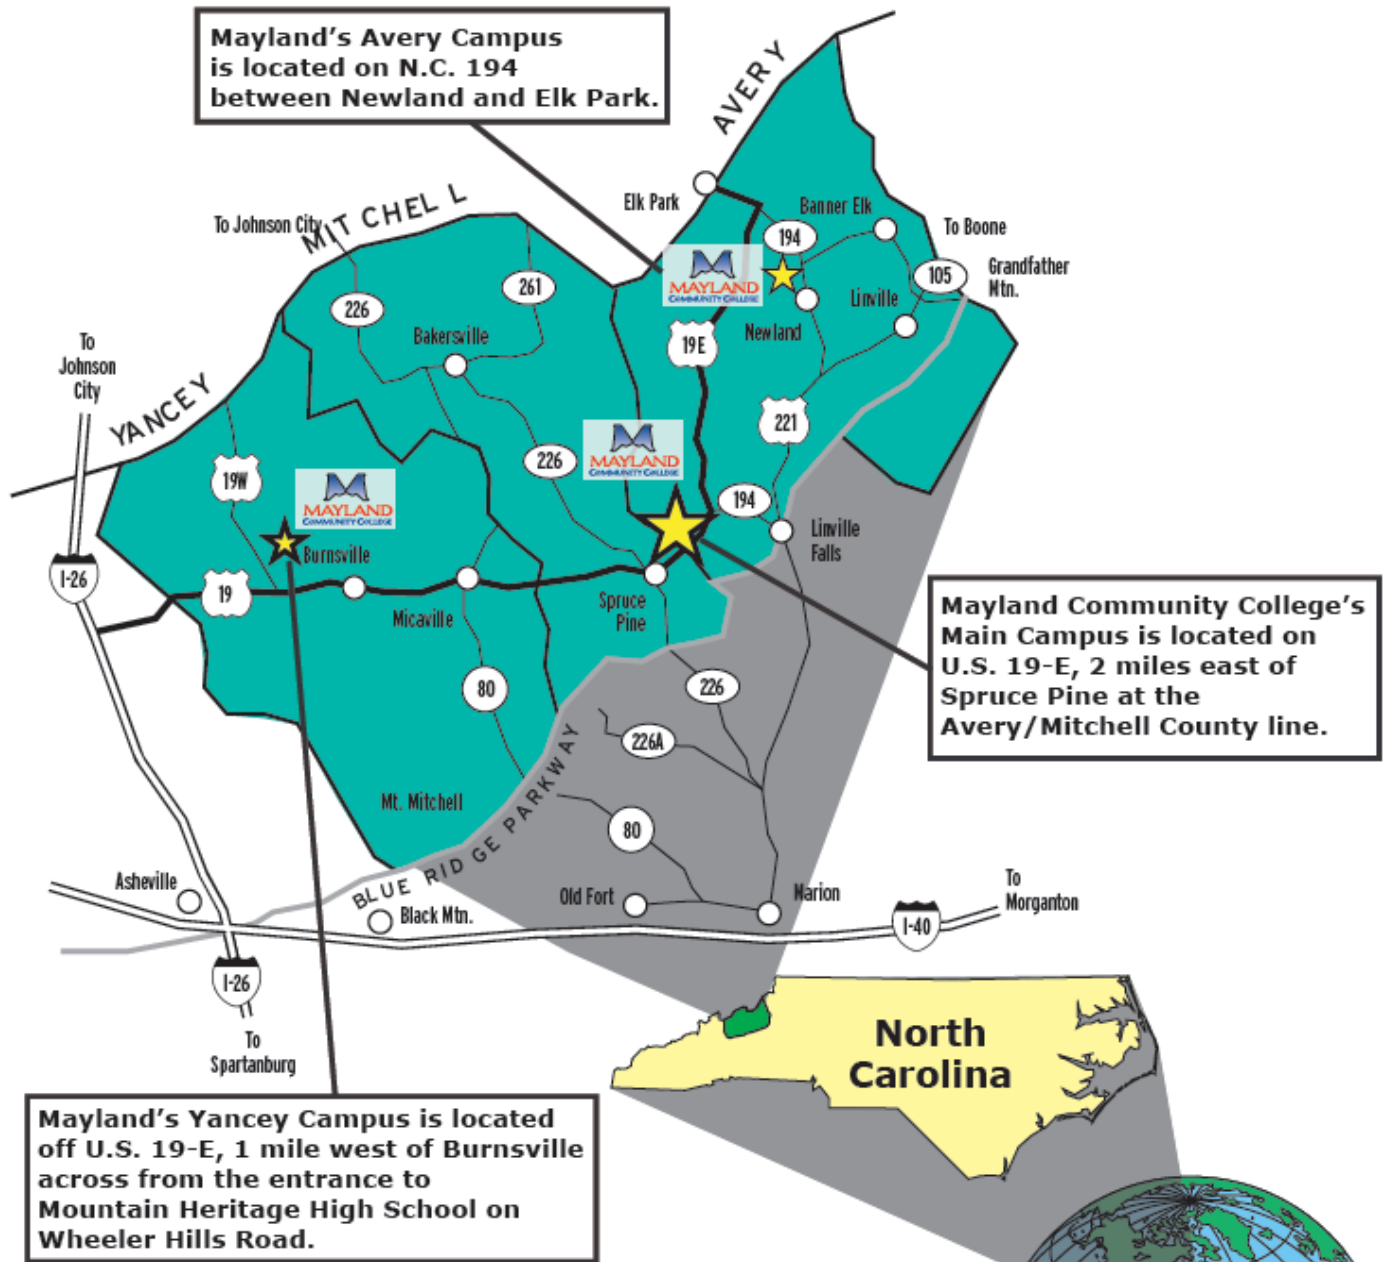 Mayland's Avery Campus
is located on N.C. 194
between Newland and Elk Park.
AVERY
Elk Park
Banner Elk
To Boone
194
MITCHELL
To Johnson City
MAYLAND
COMMUNITY COLLEGE
105
Grandfather
Mtn.
261
226
Linville
Newland
Bakersville
19E
To
Johnson
City
YANCEY
221
MAYLAND
COMMUNITY COLLEGE
226
19W
MAYLAND
COMMUNITY COLLEGE
194
Linville
Falls
Burnsville
I-26
19
Micaville
Spruce
Pine
Mayland Community College's
Main Campus is located on
U.S. 19-E, 2 miles east of
Spruce Pine at the
Avery/Mitchell County line.
80
226
226A
Mt. Mitchell
BLUE RIDGE PARKWAY
80
Asheville
Black Mtn.
Old Fort
Marion
To
Morganton
I-40
I-26
To
Spartanburg
North
Carolina
Mayland's Yancey Campus is located
off U.S. 19-E, 1 mile west of Burnsville
across from the entrance to
Mountain Heritage High School on
Wheeler Hills Road.